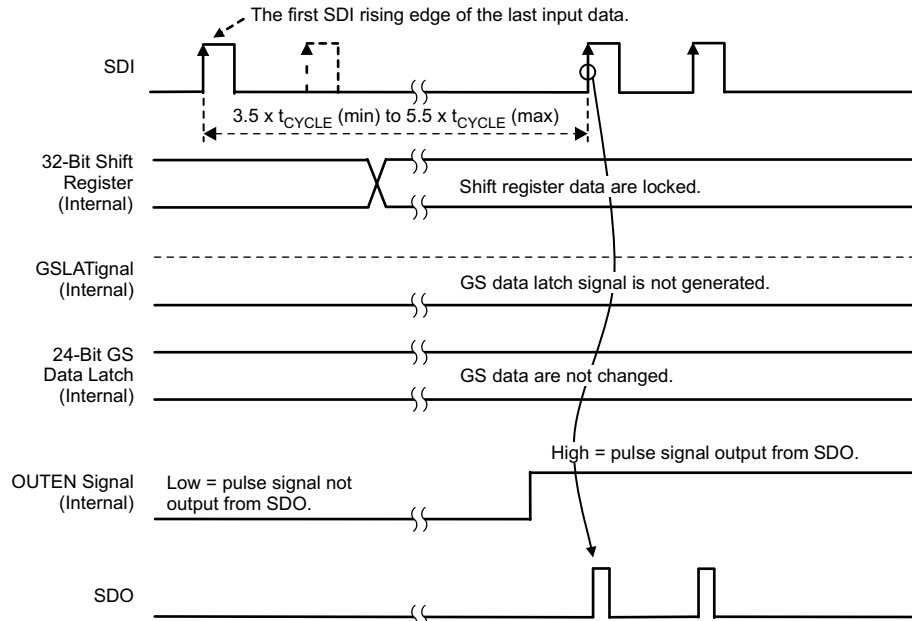 The first SDI rising edge of the last input data.
SDI
3.5 x tCYCLE (min) to 5.5 x tCYCLE (max)
32-Bit Shift
Register
(Internal)
Shift register data are locked.
GSLATignal
(Internal)
GS data latch signal is not generated.
24-Bit GS
Data Latch
(Internal)
GS data are not changed.
High = pulse signal output from SDO.
OUTEN Signal
(Internal)
Low = pulse signal not
output from SDO.
SDO